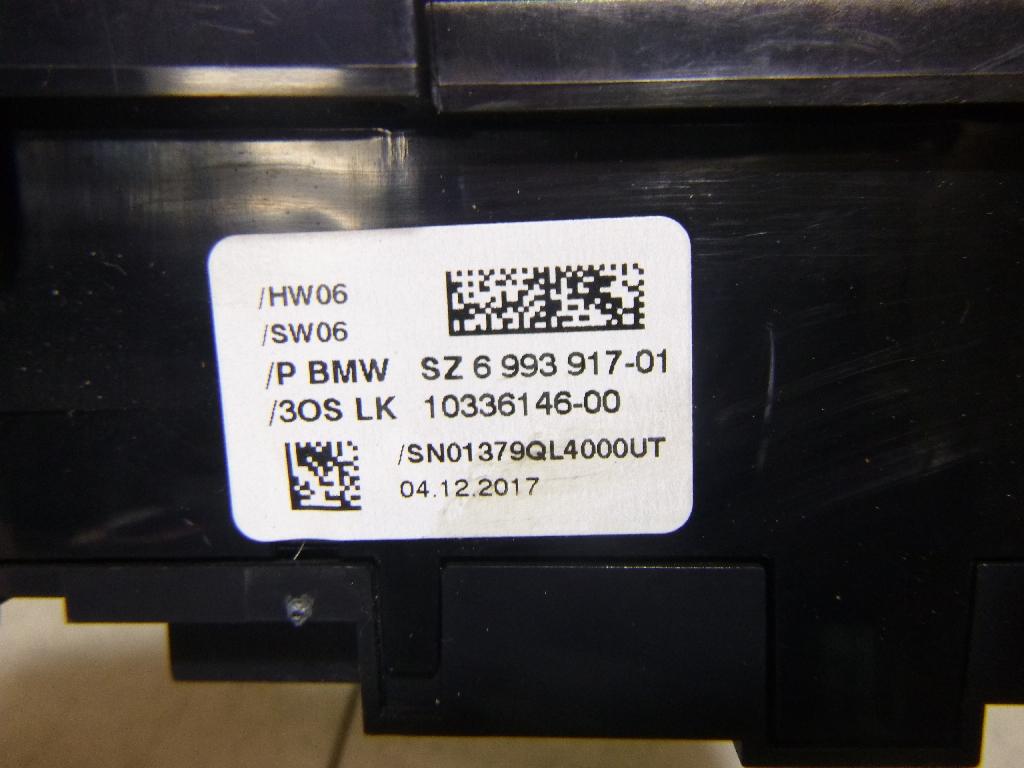 /HW06
/SW06
/P BMW SZ 6 993 917-01
/3OS LK 10336146-00
/SN01379QL4000UT
04.12.2017